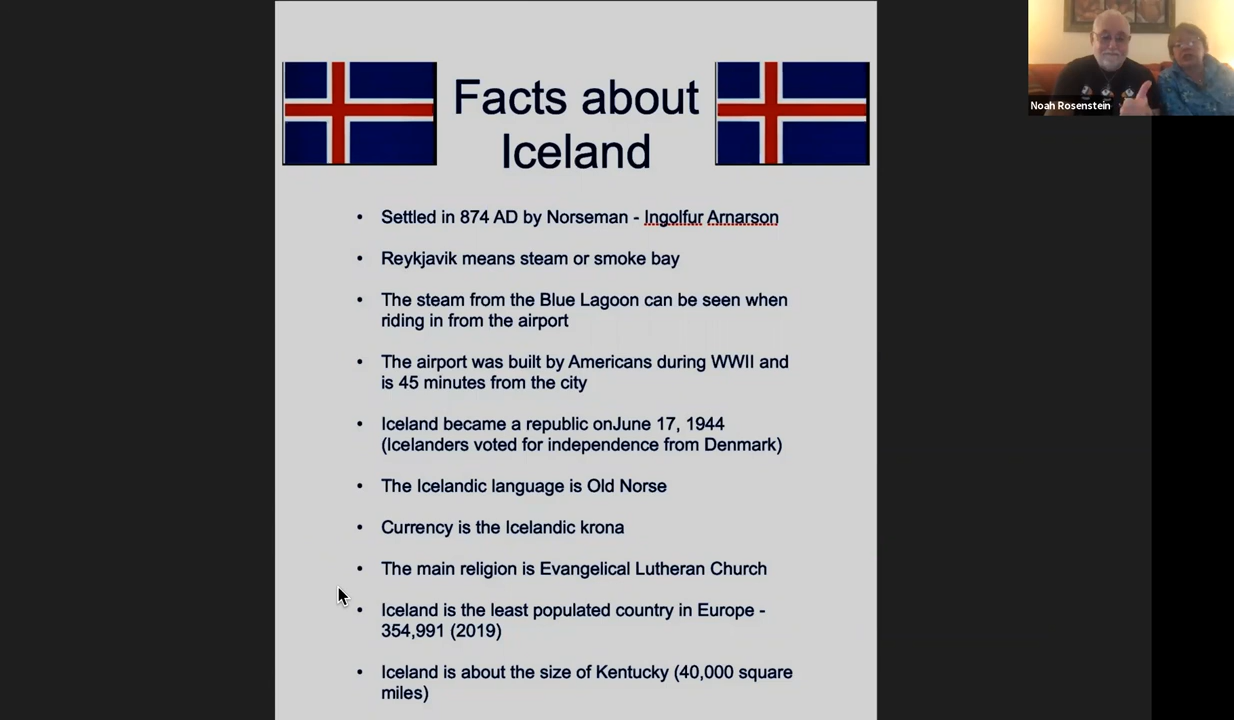 Facts about
Iceland
• Settled in 874 AD by Norseman - Ingolfur Arnarson
• Reykjavik means steam or smoke bay
• The steam from the Blue Lagoon can be seen when
riding in from the airport
• The airport was built by Americans during WWII and
is 45 minutes from the city
• Iceland became a republic onJune 17, 1944
(Icelanders voted for independence from Denmark)
• The Icelandic language is Old Norse
• Currency is the Icelandic krona
• The main religion is Evangelical Lutheran Church
• Iceland is the least populated country in Europe -
354,991 (2019)
• Iceland is about the size of Kentucky (40,000 square
miles)
Noah Rosenstein